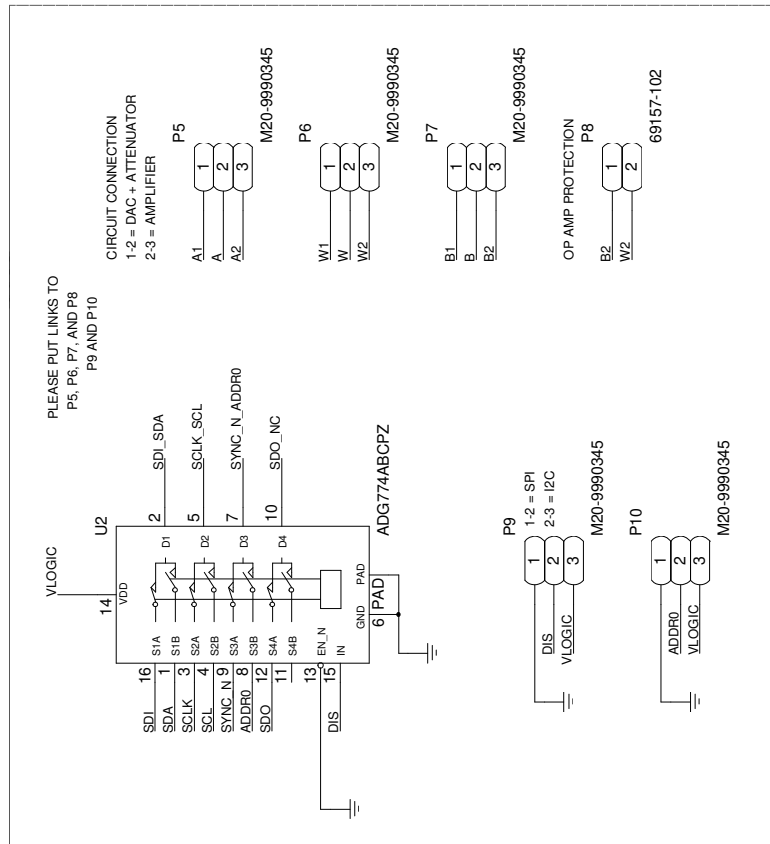 PLEASE PUT LINKS TO
P5, P6, P7, AND P8
P9 AND P10
VLOGIC
14
VDD
U2
16
SDI
S1A
1
SDA
S1B
3
SCLK
S2A
4
SCL
S2B
9
SYNC_N
S3A
8
ADDR0
S3B
12
SDO
S4A
11
S4B
13
EN_N
15
DIS
IN
D1
2
SDI_SDA
D2
5
SCLK_SCL
D3
7
SYNC_N_ADDR0
D4
10
SDO_NC
GND
PAD
6
PAD
ADG774ABCPZ
CIRCUIT CONNECTION
1-2 = DAC + ATTENUATOR
2-3 = AMPLIFIER
P5
A1
1
A
2
A2
3
M20-9990345
P6
W1
1
W
2
W2
3
M20-9990345
P7
B1
1
B
2
B2
3
M20-9990345
OP AMP PROTECTION
P8
B2
1
W2
2
69157-102
P9
1-2 = SPI
2-3 = I2C
1
DIS
2
VLOGIC
3
M20-9990345
P10
1
ADDR0
2
VLOGIC
3
M20-9990345